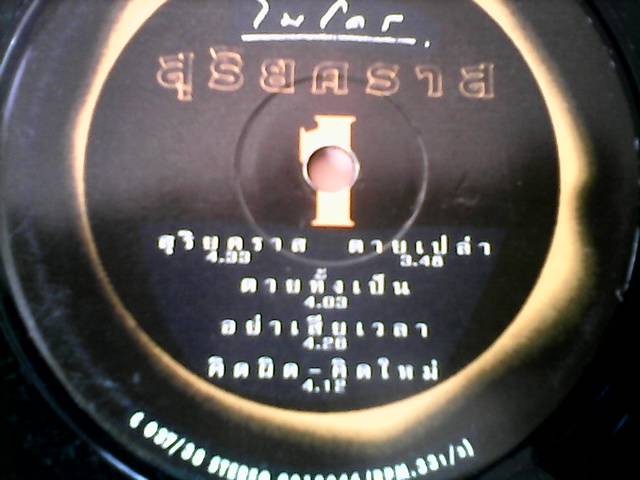 ไมโคร
สุริยคราส
1
สุริยคราส ตายเปล่า
4.33 3.48
ตายทั้งเป็น
4.03
อย่าเสียเวลา
4.28
คิดผิด-คิดใหม่
4.12
STEREO